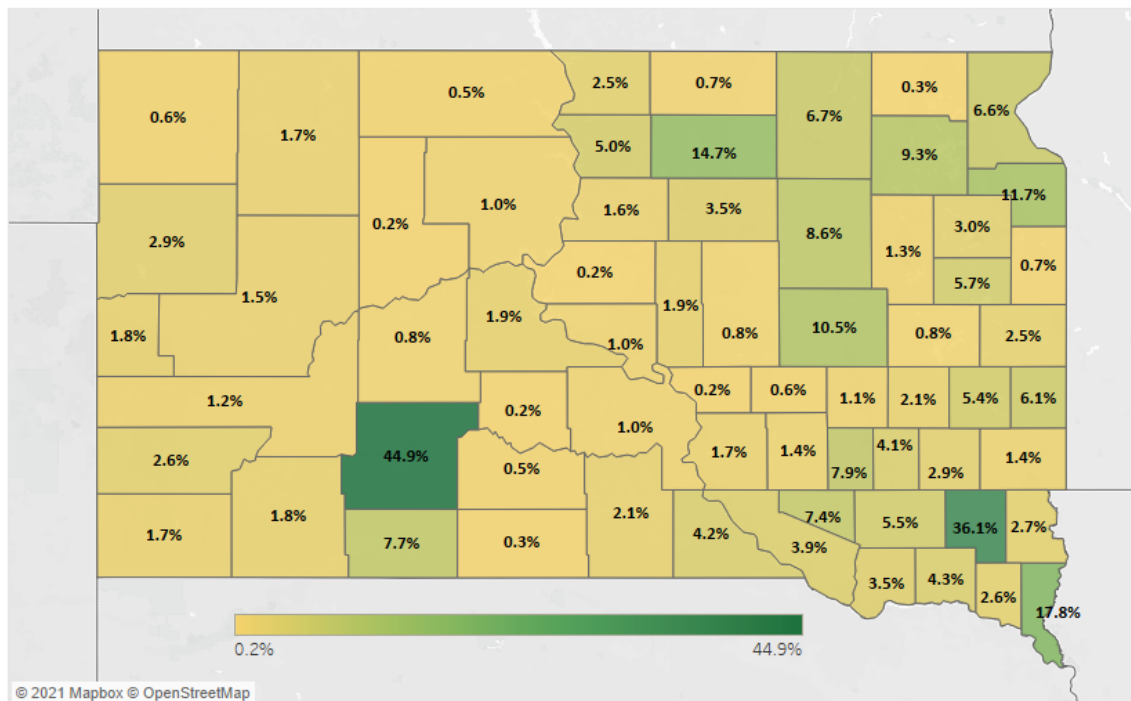 2.5% 0.7% 6.7% 0.3% 6.6%
0.6% 1.7% 0.5%
5.0% 14.7% 9.3%
1.0% 1.6% 3.5% 11.7%
2.9% 0.2% 8.6% 1.3% 3.0%
0.2% 5.7% 0.7%
1.5% 1.9% 1.9%
1.8% 0.8% 1.0% 0.8% 10.5% 0.8% 2.5%
1.2% 0.2% 0.2% 0.6% 1.1% 2.1% 5.4% 6.1%
1.0%
2.6% 44.9% 0.5% 1.7% 1.4% 7.9% 4.1% 2.9% 1.4%
1.7% 1.8% 2.1% 7.4% 5.5% 36.1% 2.7%
7.7% 0.3% 4.2% 3.9%
3.5% 4.3% 2.6% 17.8%
0.2% 44.9%
© 2021 Mapbox © OpenStreetMap